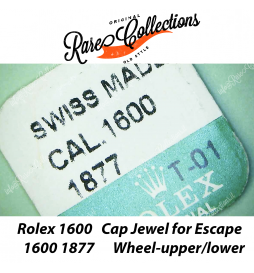 ORIGINAL
Rare Collections
OLD STYLE
SWISS MADE
CAL.1600
1877
T-01
ROLEX
Rolex 1600 Cap Jewel for Escape
1600 1877 Wheel-upper/lower